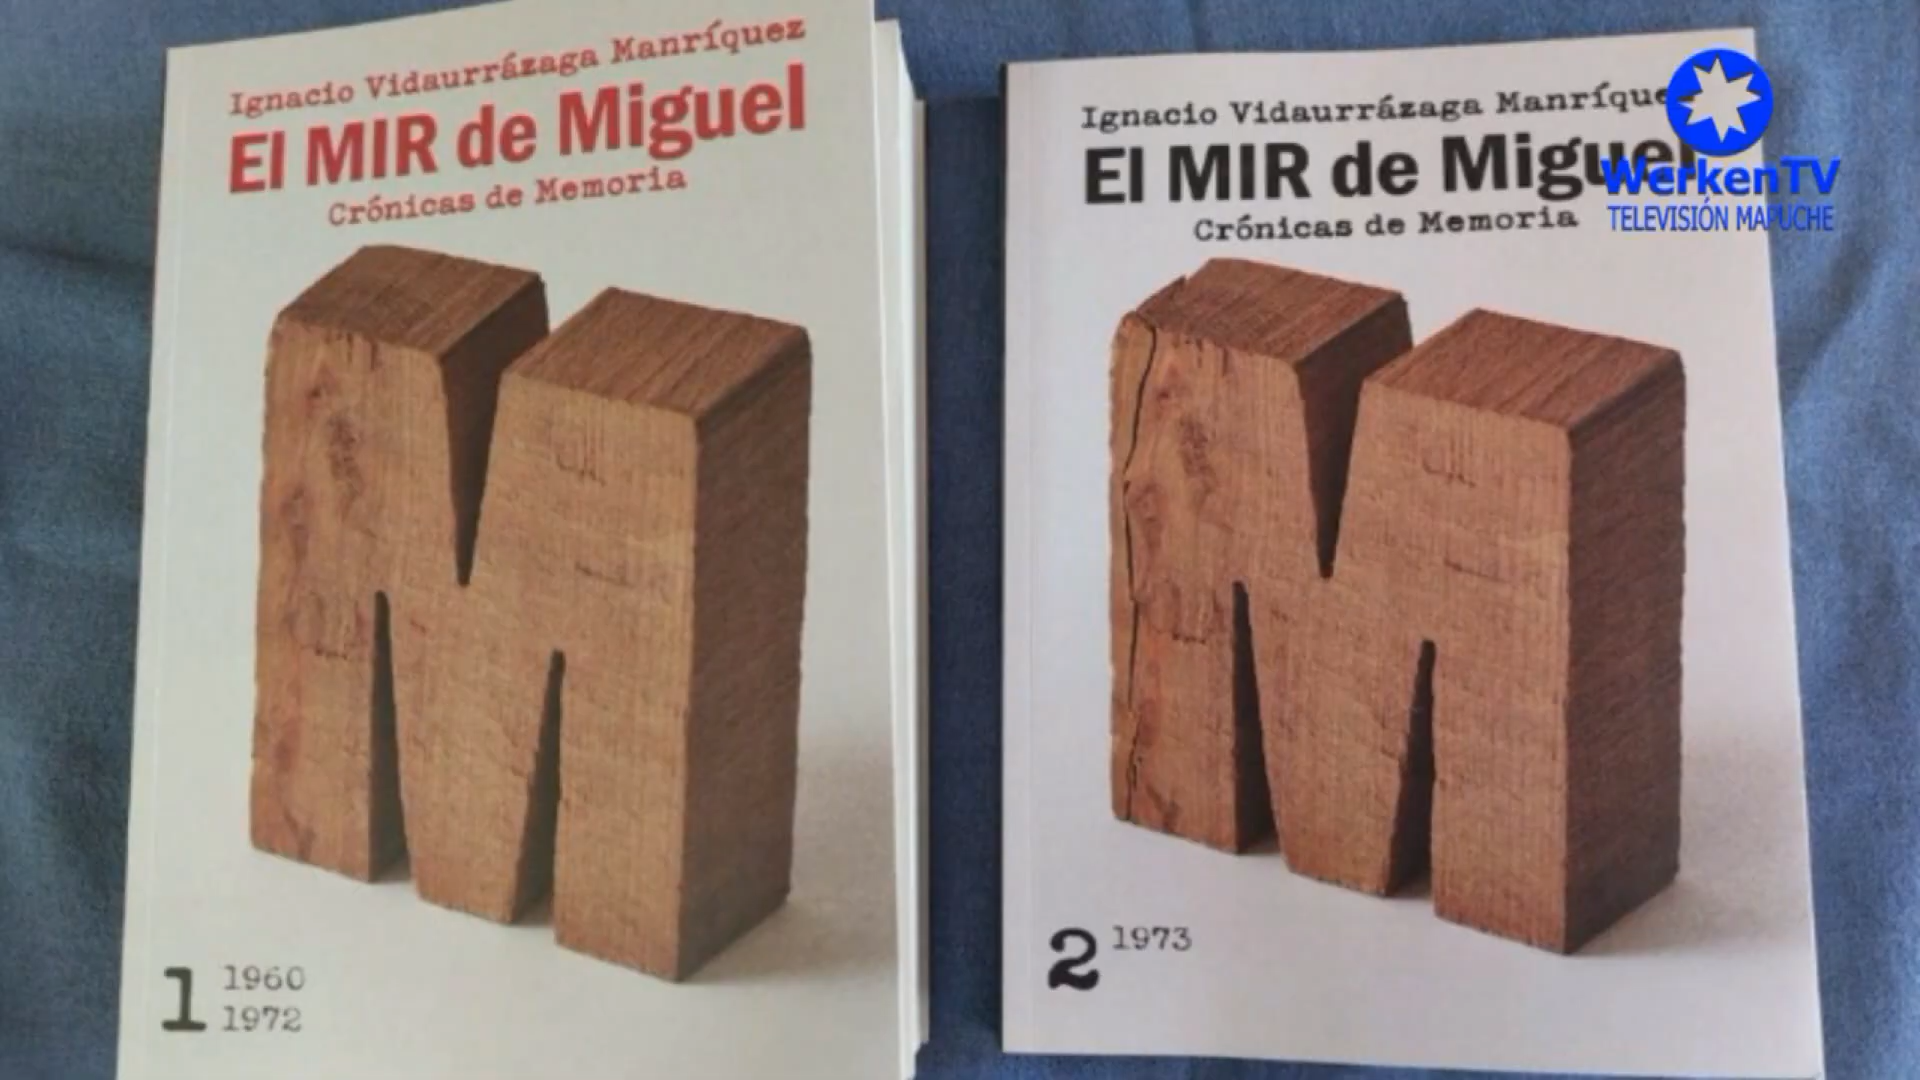 Ignacio Vidaurrázaga Manríquez
El MIR de Miguel
Crónicas de Memoria
1 1960
1972
Ignacio Vidaurrázaga Manríque
El MIR de Miguel
Crónicas de Memoria
2 1973
WerkenTV
TELEVISIÓN MAPUCHE